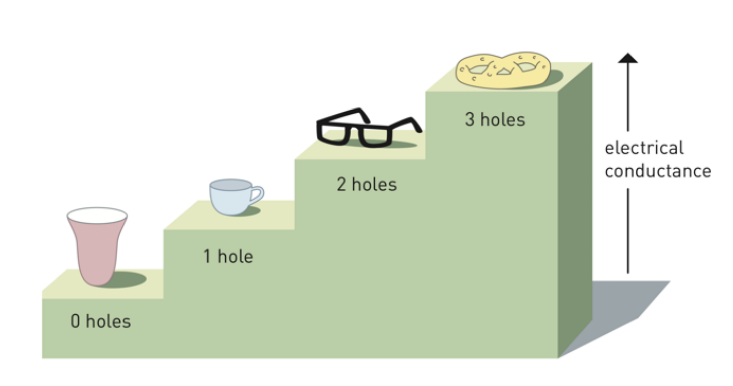 3 holes
electrical
conductance
2 holes
1 hole
0 holes